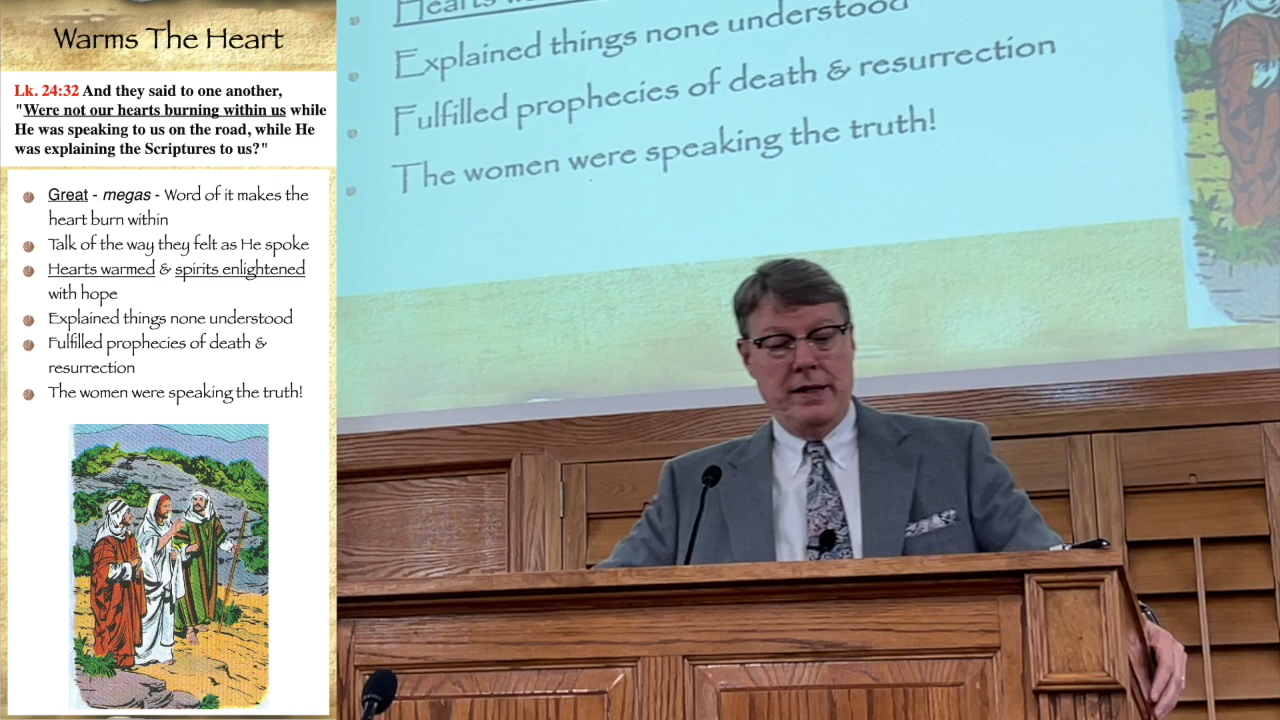 Warms The Heart
Lk. 24:32 And they said to one another,
"Were not our hearts burning within us while
He was speaking to us on the road, while He
was explaining the Scriptures to us?"
Great - megas - Word of it makes the
heart burn within
Talk of the way they felt as He spoke
Hearts warmed & spirits enlightened
with hope
Explained things none understood
Fulfilled prophecies of death &
resurrection
The women were speaking the truth!
Hearts
Explained things none understood
Fulfilled prophecies of death & resurrection
The women were speaking the truth!